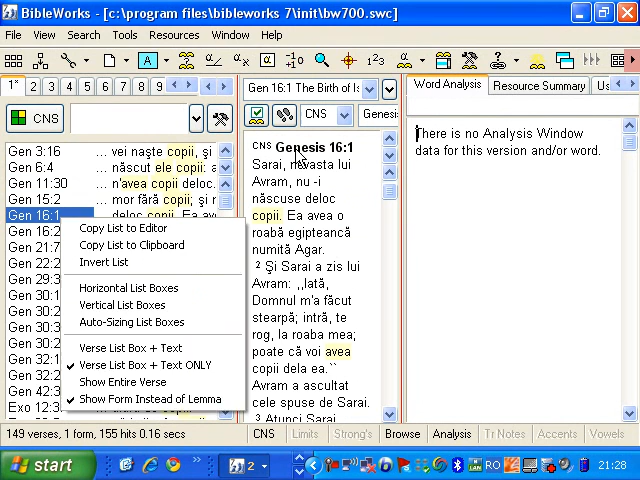 BibleWorks - [c:\program files\bibleworks 7\init\bw700.swc]
File View Search Tools Resources Window Help
A -10 123
1* 2 3 4 5 6 7 8 9
Gen 16:1 The Birth of Is
Word Analysis Resource Summary Us
CNS
CNS Genesi
Gen 3:16 ... vei naşte copii, şi
Gen 6:4 ... născut ele copii:
Gen 11:30 ... n'avea copii deloc.
Gen 15:2 ... mor fără copii; şi
Gen 16:1 deloc copii. Ea av
Gen 16:2
Gen 21:7
Gen 22:2
Gen 29:3
Gen 30:1
Gen 30:
Gen 31:
Gen 32:1
Gen 32:
Gen 33:
Gen 42:3
Exo 12:3
Copy List to Editor
Copy List to Clipboard
Invert List
Horizontal List Boxes
Vertical List Boxes
Auto-Sizing List Boxes
Verse List Box + Text
Verse List Box + Text ONLY
Show Entire Verse
Show Form Instead of Lemma
CNS Genesis 16:1
Sarai, nevasta lui
Avram, nu -i
născuse deloc
copii. Ea avea o
roabă egipteancă
numită Agar.
2 Şi Sarai a zis lui
Avram: ,,Iată,
Domnul m'a făcut
stearpă; intră, te
rog, la roaba mea;
poate că voi avea
copii dela ea.``
Avram a ascultat
cele spuse de Sarai.
3 Atunci Sarai
There is no Analysis Window
data for this version and/or word.
149 verses, 1 form, 155 hits 0.16 secs
CNS Limits Strong's Browse Analysis Tr Notes Accents Vowels
start 2 LAN RO 21:28